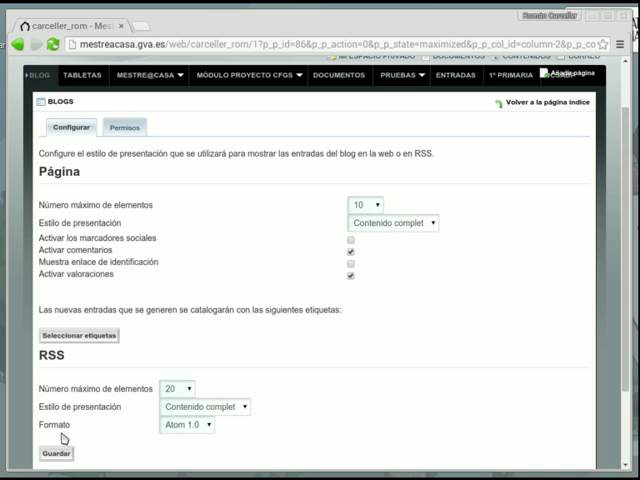 carceller_rom - Mest
Román Carceller
mestreacasa.gva.es/web/carceller_rom/1?p_p_id=86&p_p_action=0&p_p_state=maximized&p_p_col_id=column-2&p_p_co
MI ESPACIO PRIVADO DOCUMENTOS CONTENIDOS CORREO
BLOG TABLETAS MESTRE@CASA MÓDULO PROYECTO CFGS DOCUMENTOS PRUEBAS ENTRADAS 1º PRIMARIA Añadir página
BLOGS
Volver a la página índice
Configurar Permisos
Configure el estilo de presentación que se utilizará para mostrar las entradas del blog en la web o en RSS.
Página
Número máximo de elementos 10
Estilo de presentación Contenido complet
Activar los marcadores sociales
Activar comentarios
Muestra enlace de identificación
Activar valoraciones
Las nuevas entradas que se generen se catalogarán con las siguientes etiquetas:
Seleccionar etiquetas
RSS
Número máximo de elementos 20
Estilo de presentación Contenido complet
Formato Atom 1.0
Guardar